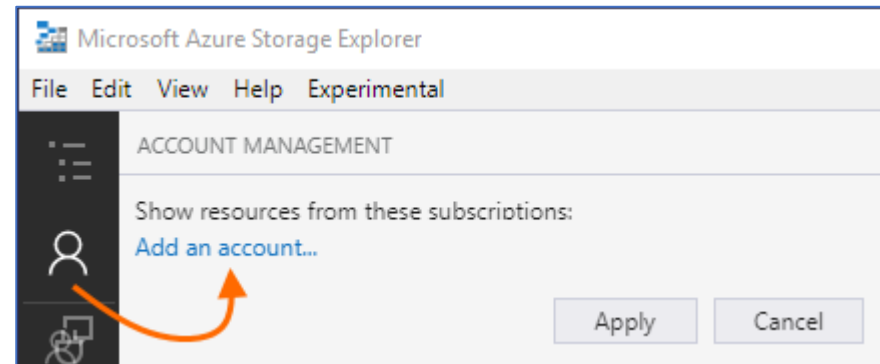 Microsoft Azure Storage Explorer
File Edit View Help Experimental
ACCOUNT MANAGEMENT
Show resources from these subscriptions:
Add an account...
Apply Cancel